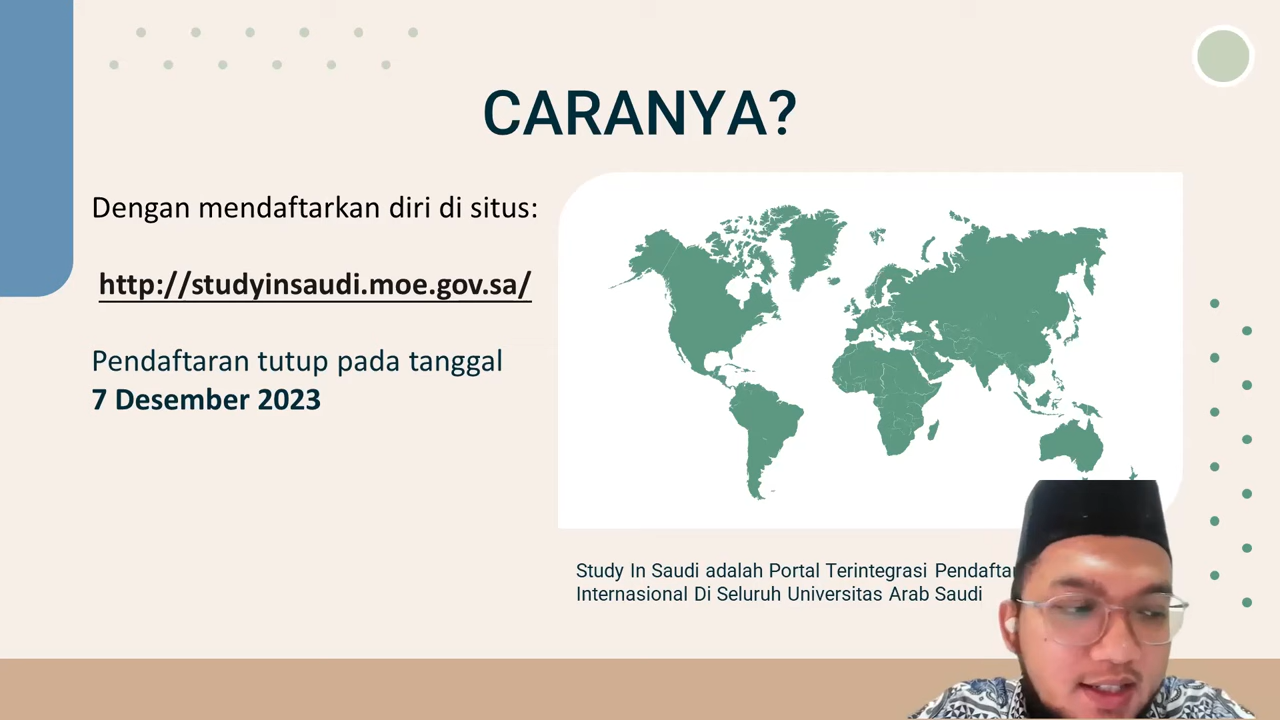 CARANYA?
Dengan mendaftarkan diri di situs:
http://studyinsaudi.moe.gov.sa/
Pendaftaran tutup pada tanggal
7 Desember 2023
Study In Saudi adalah Portal Terintegrasi
Internasional Di Seluruh Universitas Arab Saudi